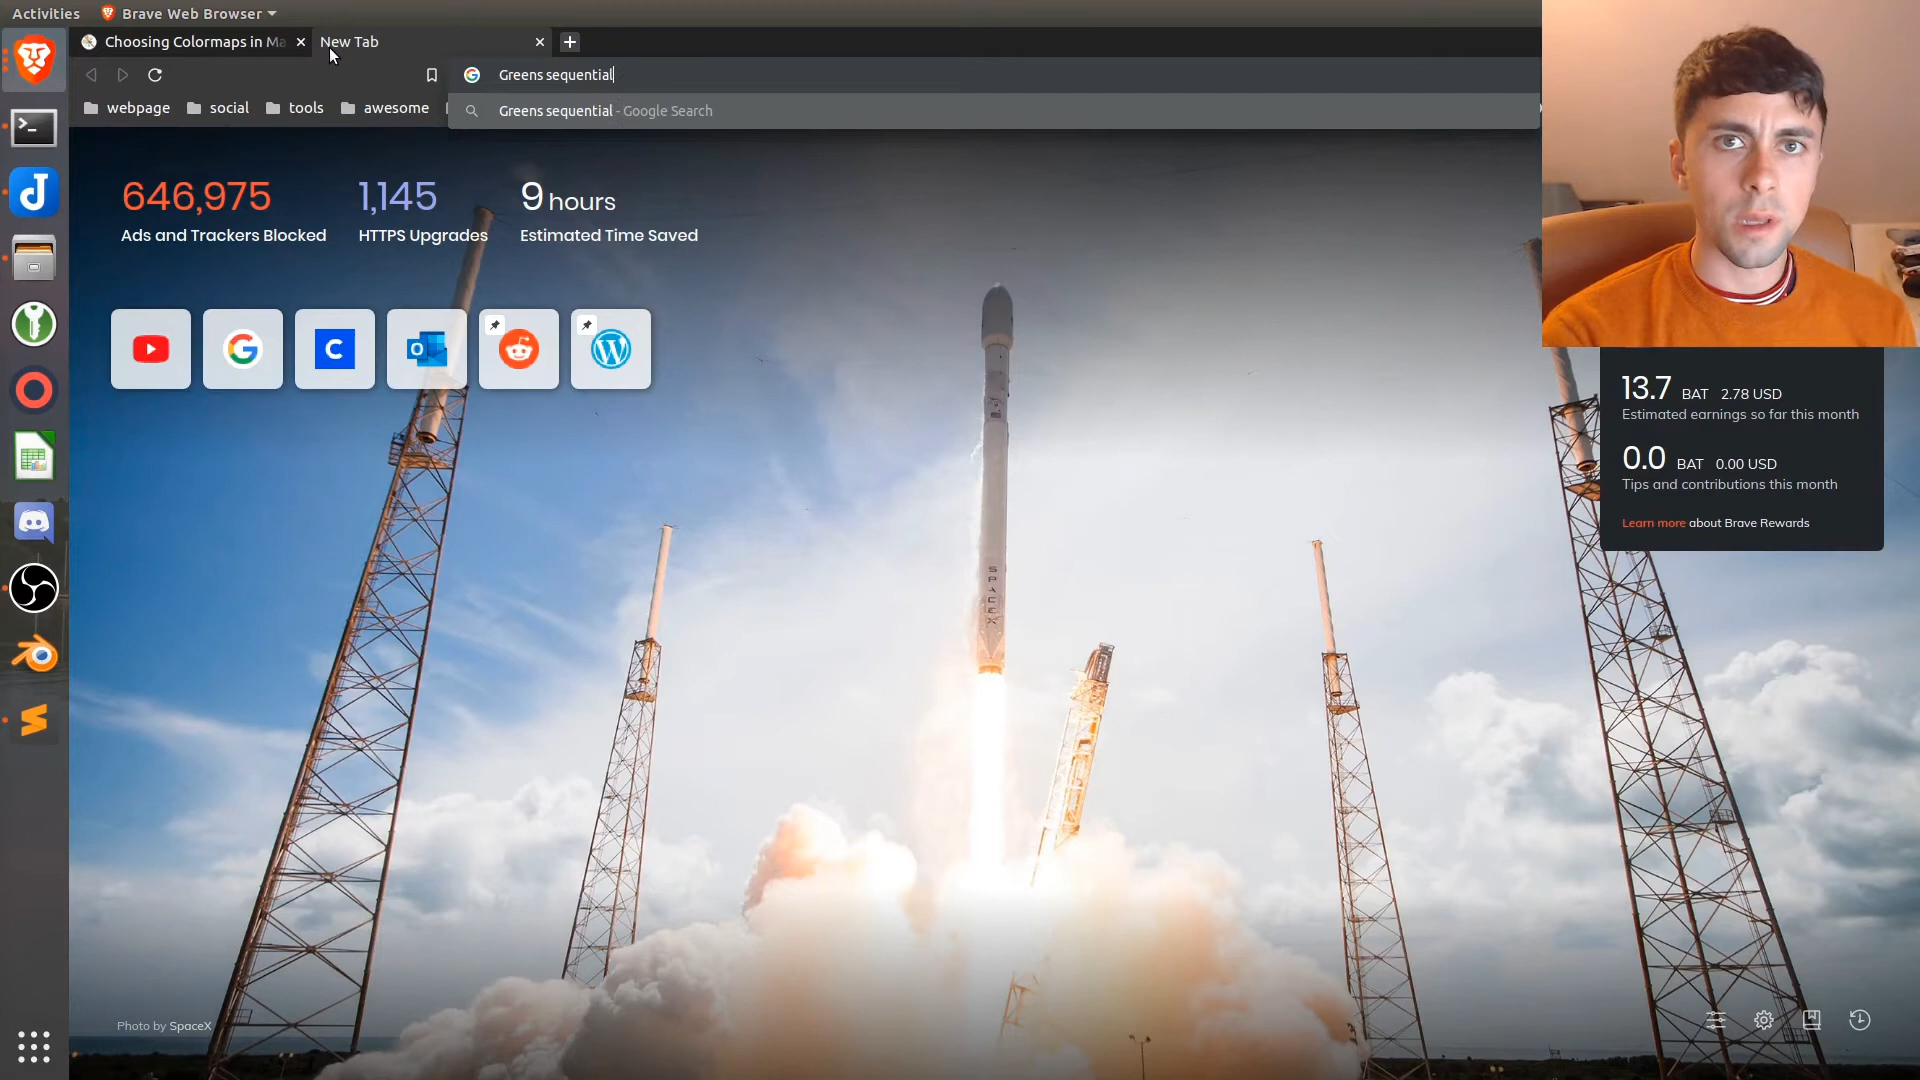 Activities
Brave Web Browser
Choosing Colormaps in Ma
New Tab
Greens sequential
webpage
social
tools
awesome
Greens sequential - Google Search
646,975
Ads and Trackers Blocked
1,145
HTTPS Upgrades
9 hours
Estimated Time Saved
13.7 BAT 2.78 USD
Estimated earnings so far this month
0.0 BAT 0.00 USD
Tips and contributions this month
Learn more about Brave Rewards
SPACEX
Photo by SpaceX